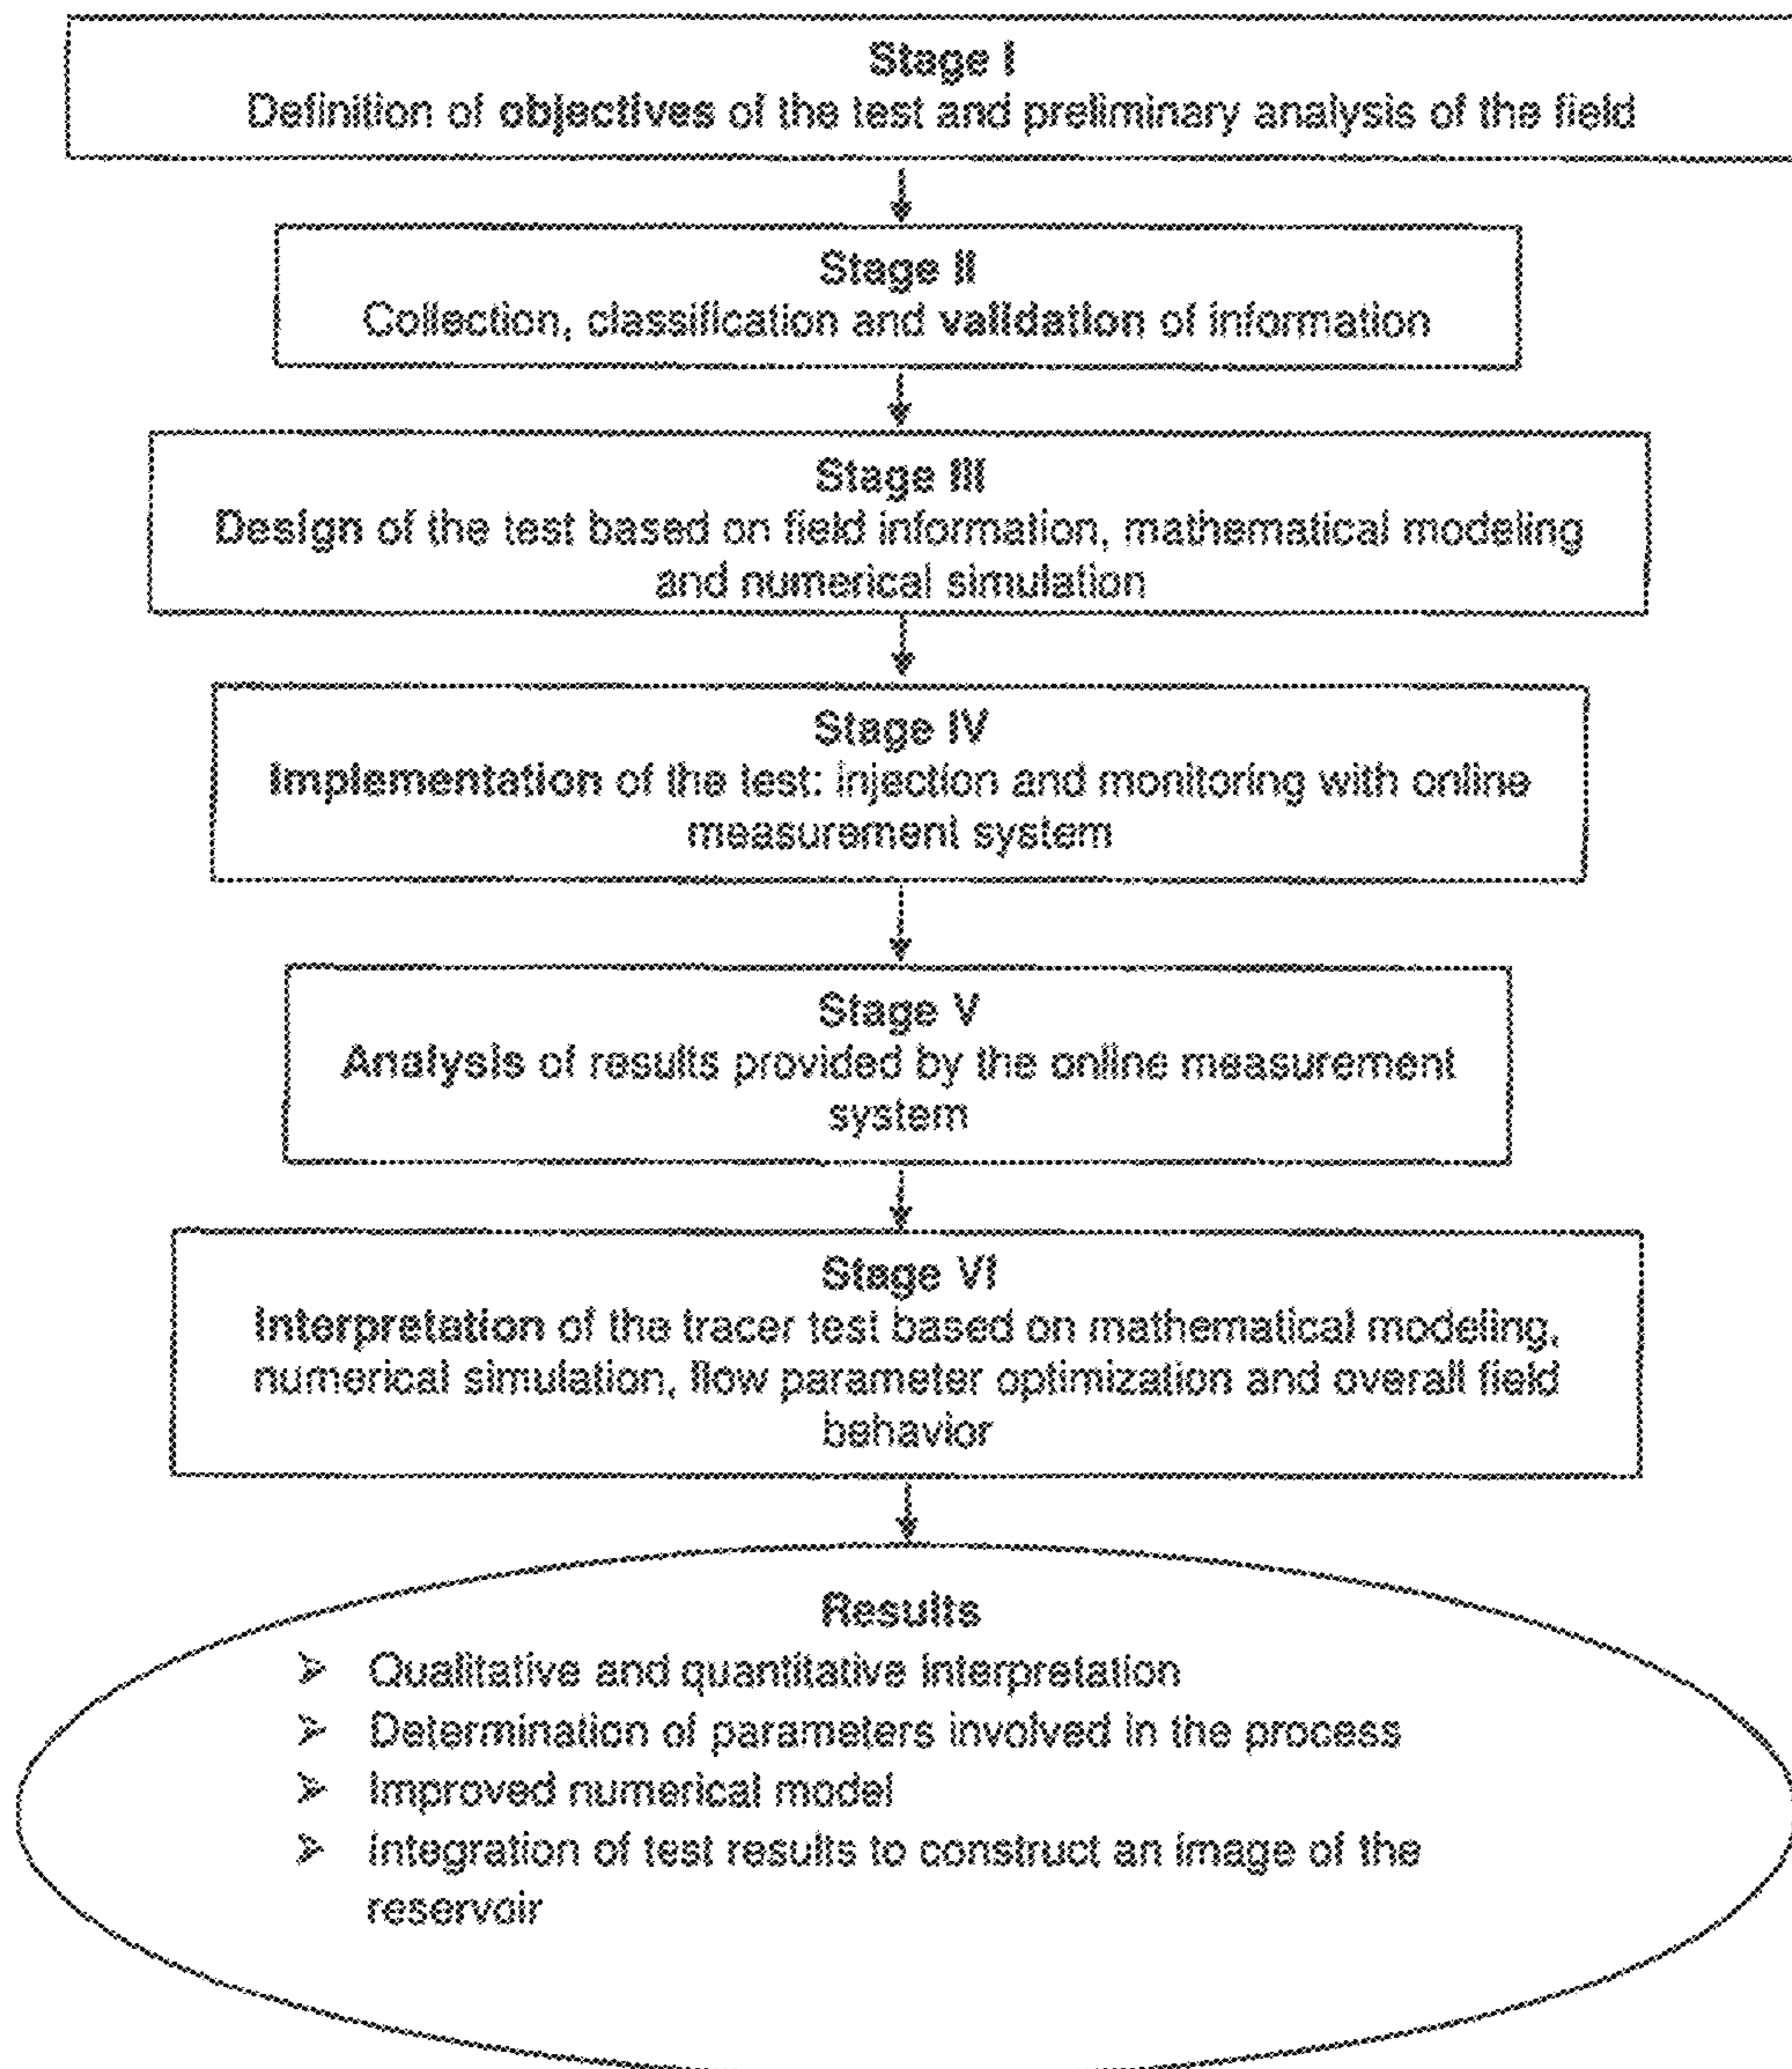 Stage I
Definition of objectives of the test and preliminary analysis of the field
Stage II
Collection, classification and validation of information
Stage III
Design of the test based on field information, mathematical modeling
and numerical simulation
Stage IV
Implementation of the test: injection and monitoring with online
measurement system
Stage V
Analysis of results provided by the online measurement
system
Stage VI
Interpretation of the tracer test based on mathematical modeling,
numerical simulation, flow parameter optimization and overall field
behavior
Results
➢ Qualitative and quantitative interpretation
➢ Determination of parameters involved in the process
➢ Improved numerical model
➢ Integration of test results to construct an image of the
reservoir